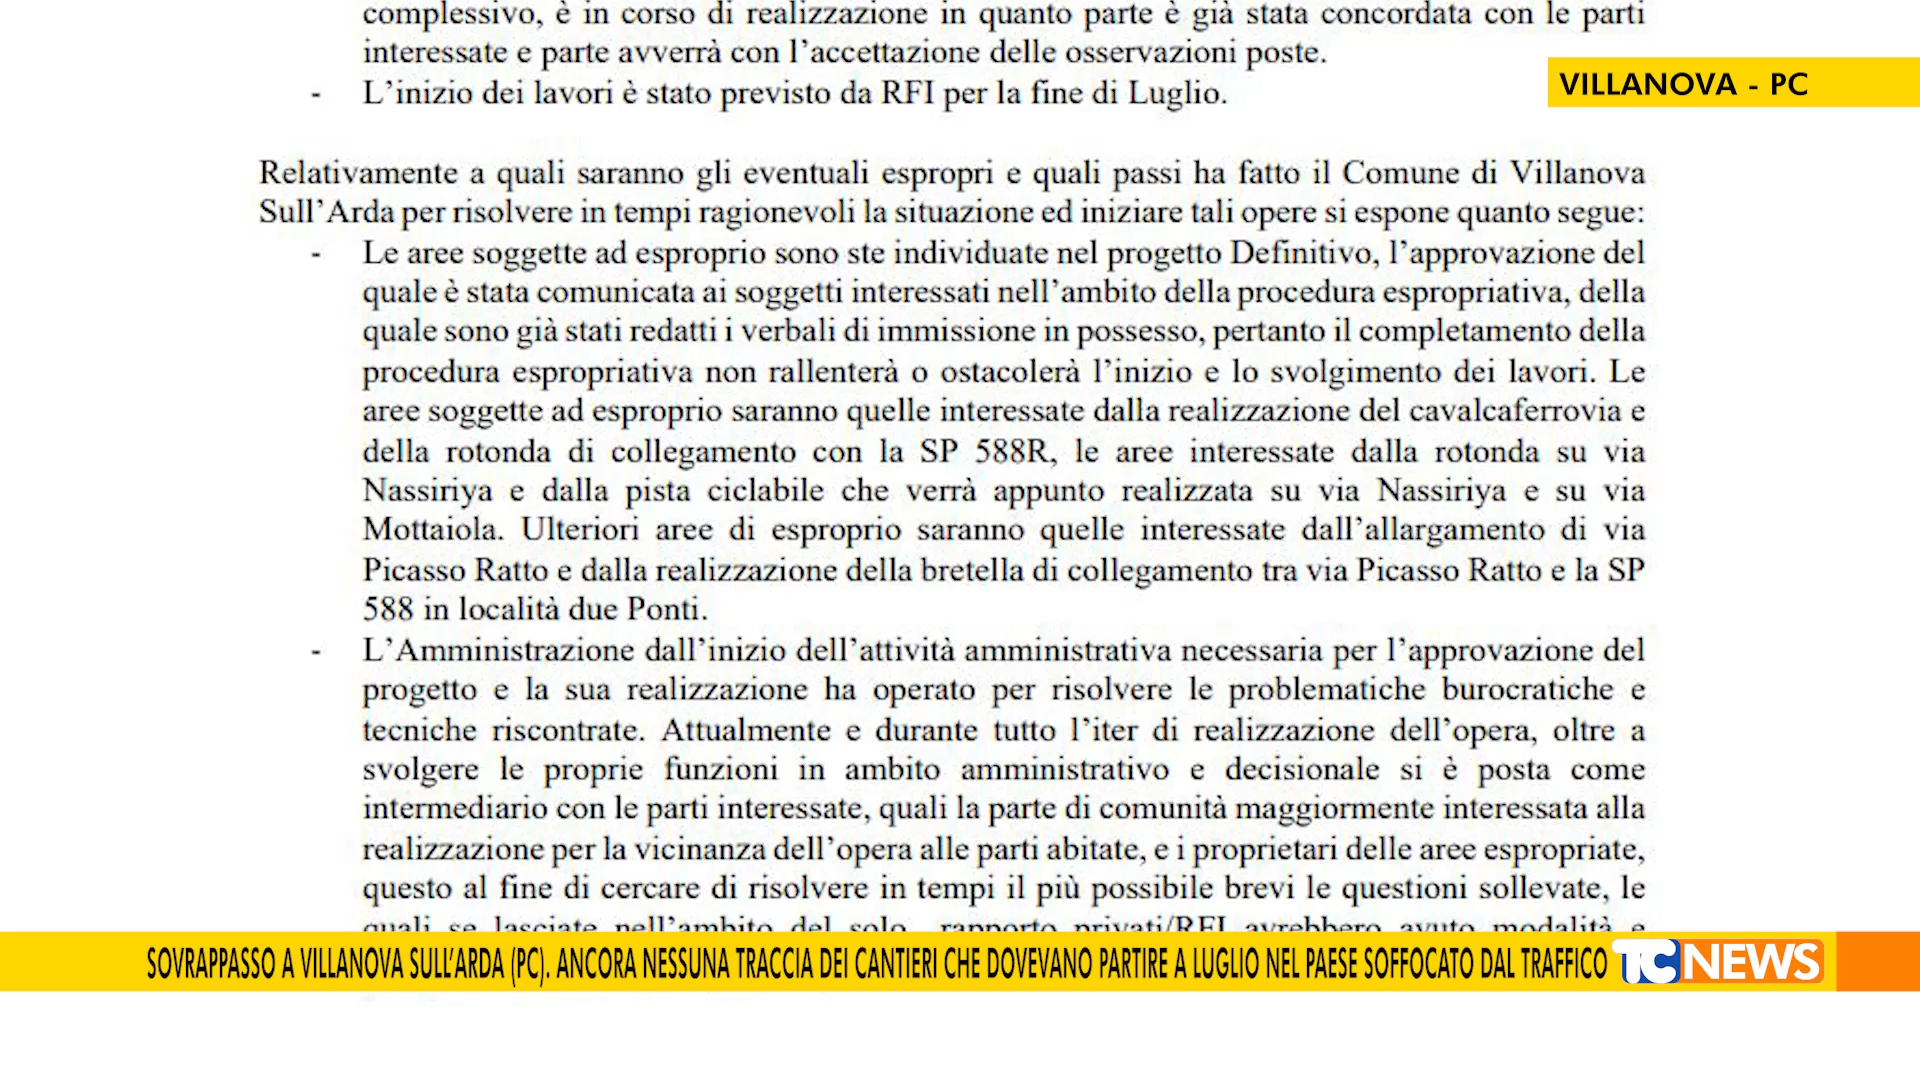 complessivo, è in corso di realizzazione in quanto parte è già stata concordata con le parti
interessate e parte avverrà con l'accettazione delle osservazioni poste.
VILLANOVA - PC
- L'inizio dei lavori è stato previsto da RFI per la fine di Luglio.
Relativamente a quali saranno gli eventuali espropri e quali passi ha fatto il Comune di Villanova
Sull'Arda per risolvere in tempi ragionevoli la situazione ed iniziare tali opere si espone quanto segue:
- Le aree soggette ad esproprio sono ste individuate nel progetto Definitivo, l'approvazione del
quale è stata comunicata ai soggetti interessati nell'ambito della procedura espropriativa, della
quale sono già stati redatti i verbali di immissione in possesso, pertanto il completamento della
procedura espropriativa non rallenterà o ostacolerà l'inizio e lo svolgimento dei lavori. Le
aree soggette ad esproprio saranno quelle interessate dalla realizzazione del cavalcaferrovia e
della rotonda di collegamento con la SP 588R, le aree interessate dalla rotonda su via
Nassiriya e dalla pista ciclabile che verrà appunto realizzata su via Nassiriya e su via
Mottaiola. Ulteriori aree di esproprio saranno quelle interessate dall'allargamento di via
Picasso Ratto e dalla realizzazione della bretella di collegamento tra via Picasso Ratto e la SP
588 in località due Ponti.
- L'Amministrazione dall'inizio dell'attività amministrativa necessaria per l'approvazione del
progetto e la sua realizzazione ha operato per risolvere le problematiche burocratiche e
tecniche riscontrate. Attualmente e durante tutto l'iter di realizzazione dell'opera, oltre a
svolgere le proprie funzioni in ambito amministrativo e decisionale si è posta come
intermediario con le parti interessate, quali la parte di comunità maggiormente interessata alla
realizzazione per la vicinanza dell'opera alle parti abitate, e i proprietari delle aree espropriate,
questo al fine di cercare di risolvere in tempi il più possibile brevi le questioni sollevate, le
quali se lasciate nell'ambito del solo rapporto privati/RFI avrebbero avuto modalità e
SOVRAPPASSO A VILLANOVA SULL'ARDA (PC). ANCORA NESSUNA TRACCIA DEI CANTIERI CHE DOVEVANO PARTIRE A LUGLIO NEL PAESE SOFFOCATO DAL TRAFFICO TC NEWS